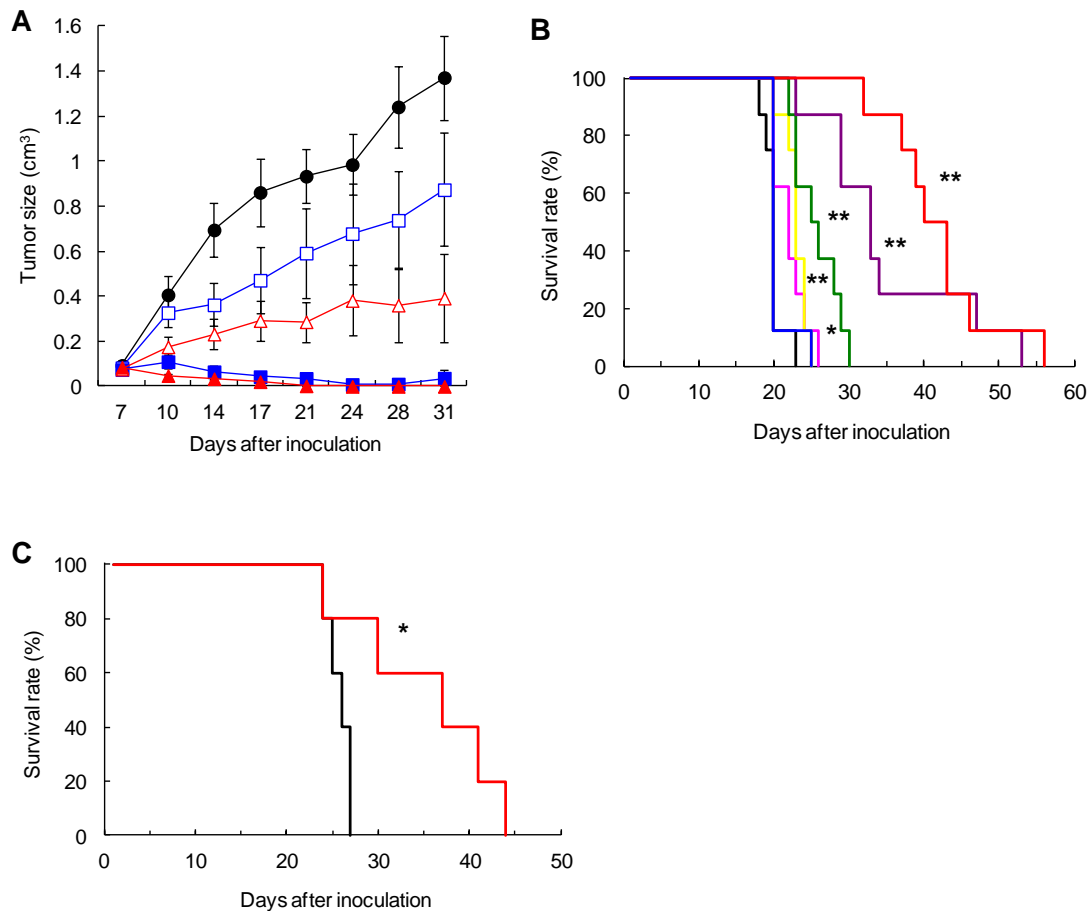 A
1.6
1.4
1.2
1
0.8
0.6
0.4
0.2
0
Tumor size (cm³)
7 10 14 17 21 24 28 31
Days after inoculation
B
100
80
60
40
20
0
Survival rate (%)
**
**
**
**
*
0 10 20 30 40 50 60
Days after inoculation
C
100
80
60
40
20
0
Survival rate (%)
*
0 10 20 30 40 50
Days after inoculation